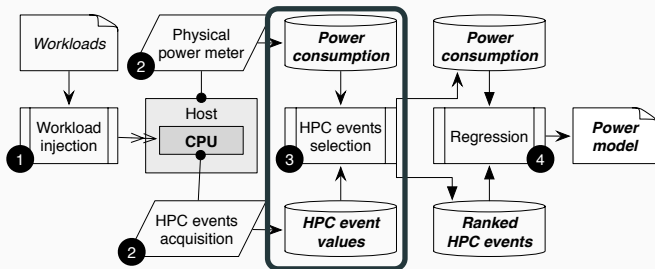 Workloads
Workload
injection
1
Physical
power meter
2
Host
CPU
HPC events
acquisition
2
Power
consumption
HPC events
selection
3
HPC event
values
Power
consumption
Regression
4
Ranked
HPC events
Power
model